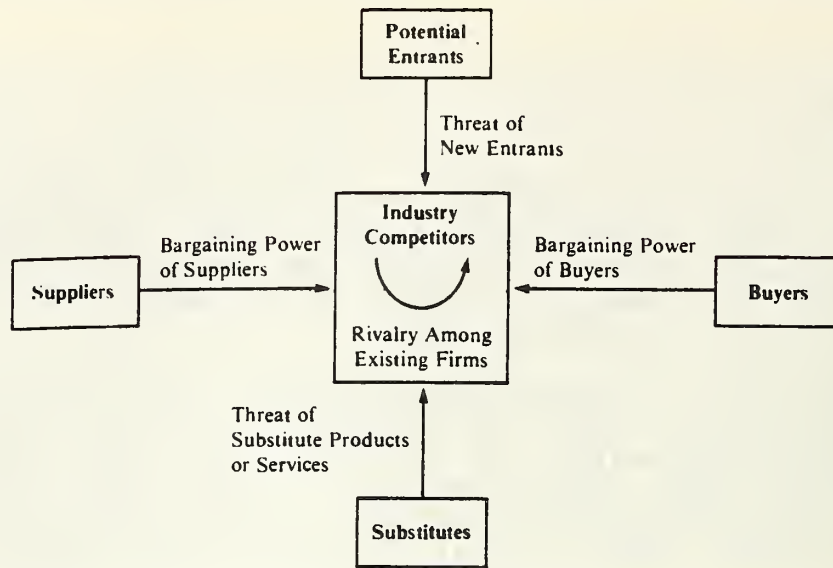 Potential
Entrants
Threat of
New Entrants
Industry
Competitors
Bargaining Power
of Suppliers
Bargaining Power
of Buyers
Suppliers
Buyers
Rivalry Among
Existing Firms
Threat of
Substitute Products
or Services
Substitutes